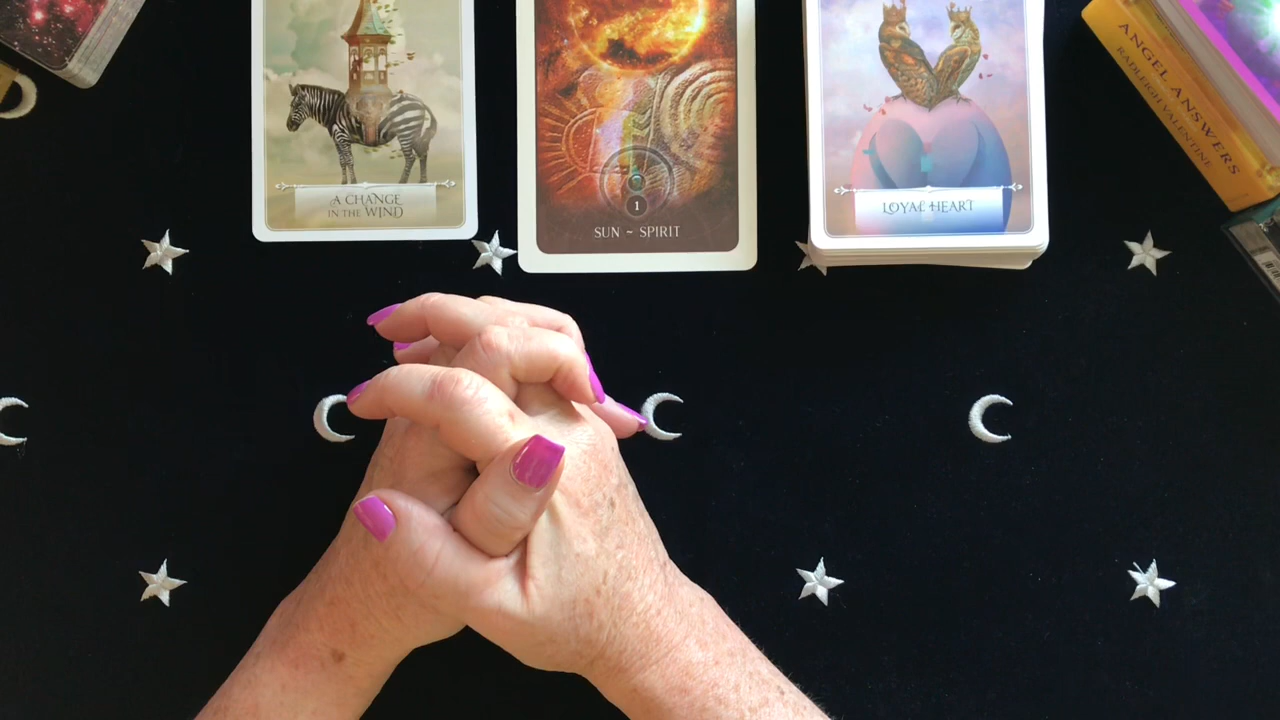 A CHANGE
IN THE WIND
1
SUN ~ SPIRIT
LOYAL HEART
ANGEL ANSWERS
RADLEIGH VALENTINE